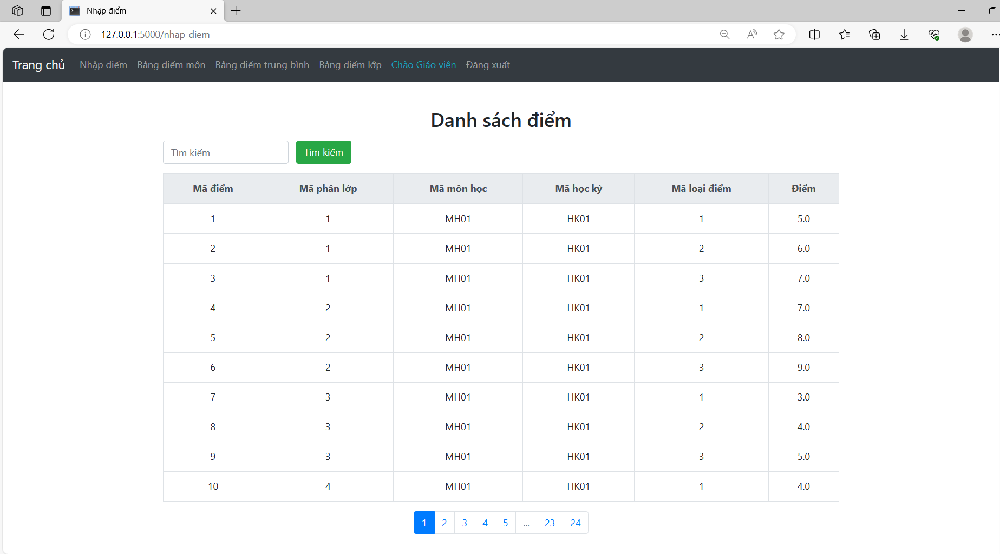 Nhập điểm
127.0.0.1:5000/nhap-diem
Trang chủ Nhập điểm Bảng điểm môn Bảng điểm trung bình Bảng điểm lớp Chào Giáo viên Đăng xuất
Danh sách điểm
Tìm kiếm Tìm kiếm
Mã điểm Mã phân lớp Mã môn học Mã học kỳ Mã loại điểm Điểm
1 1 MH01 HK01 1 5.0
2 1 MH01 HK01 2 6.0
3 1 MH01 HK01 3 7.0
4 2 MH01 HK01 1 7.0
5 2 MH01 HK01 2 8.0
6 2 MH01 HK01 3 9.0
7 3 MH01 HK01 1 3.0
8 3 MH01 HK01 2 4.0
9 3 MH01 HK01 3 5.0
10 4 MH01 HK01 1 4.0
1 2 3 4 5 ... 23 24